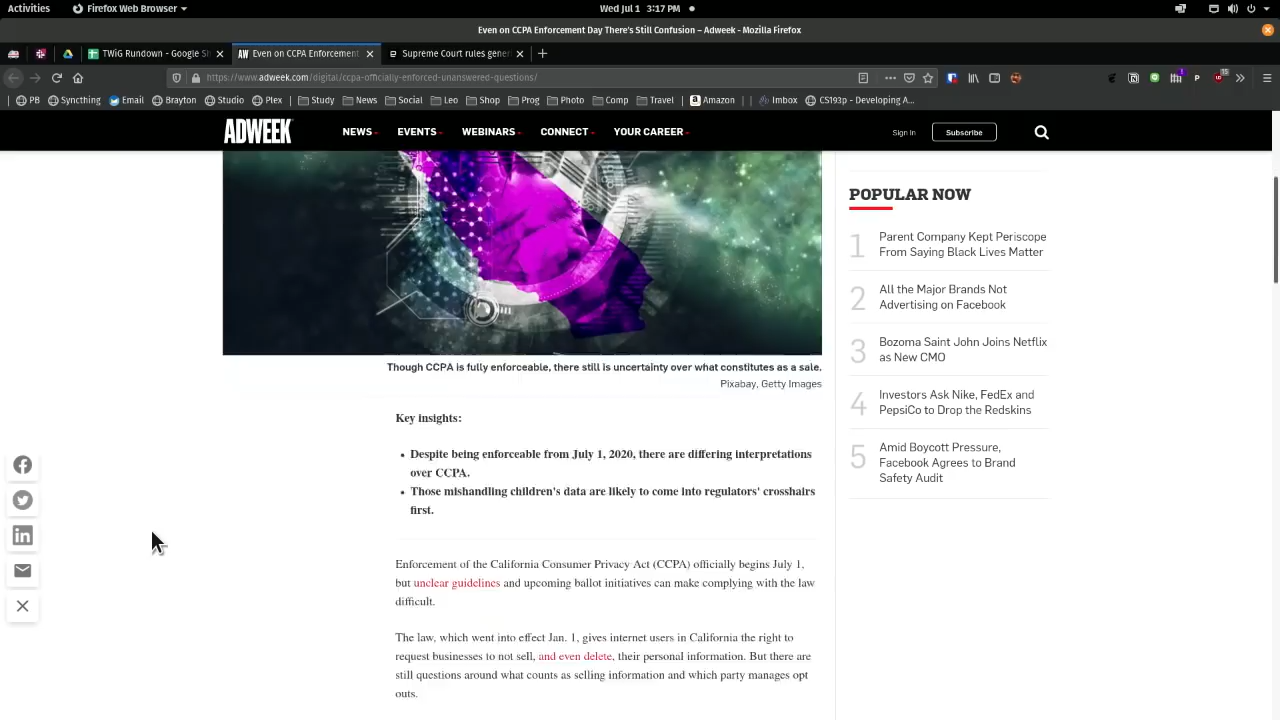 Activities
Firefox Web Browser
Wed Jul 1 3:17 PM
Even on CCPA Enforcement Day There's Still Confusion – Adweek - Mozilla Firefox
TWiG Rundown - Google Sh
AW Even on CCPA Enforcement
Supreme Court rules gener
https://www.adweek.com/digital/ccpa-officially-enforced-unanswered-questions/
PB Syncthing Email Brayton Studio Plex Study News Social Leo Shop Prog Photo Comp Travel Amazon Imbox CS193p - Developing A...
ADWEEK
NEWS EVENTS WEBINARS CONNECT YOUR CAREER
Sign In
Subscribe
Though CCPA is fully enforceable, there still is uncertainty over what constitutes as a sale.
Pixabay, Getty Images
Key insights:
• Despite being enforceable from July 1, 2020, there are differing interpretations
over CCPA.
• Those mishandling children's data are likely to come into regulators' crosshairs
first.
Enforcement of the California Consumer Privacy Act (CCPA) officially begins July 1,
but unclear guidelines and upcoming ballot initiatives can make complying with the law
difficult.
The law, which went into effect Jan. 1, gives internet users in California the right to
request businesses to not sell, and even delete, their personal information. But there are
still questions around what counts as selling information and which party manages opt
outs.
POPULAR NOW
1 Parent Company Kept Periscope
From Saying Black Lives Matter
2 All the Major Brands Not
Advertising on Facebook
3 Bozoma Saint John Joins Netflix
as New CMO
4 Investors Ask Nike, FedEx and
PepsiCo to Drop the Redskins
5 Amid Boycott Pressure,
Facebook Agrees to Brand
Safety Audit